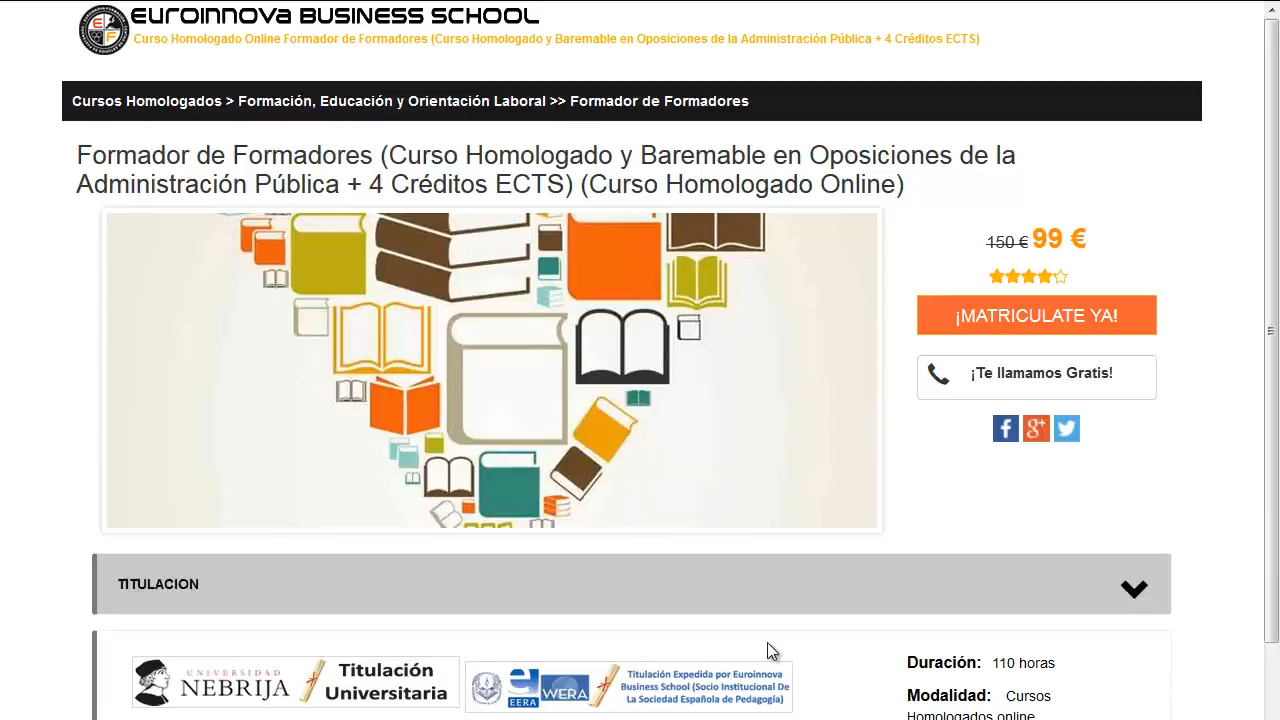 EUROINNOVA BUSINESS SCHOOL
Curso Homologado Online Formador de Formadores (Curso Homologado y Baremable en Oposiciones de la Administración Pública + 4 Créditos ECTS)
Cursos Homologados > Formación, Educación y Orientación Laboral >> Formador de Formadores
Formador de Formadores (Curso Homologado y Baremable en Oposiciones de la
Administración Pública + 4 Créditos ECTS) (Curso Homologado Online)
150 € 99 €
¡MATRICULATE YA!
¡Te llamamos Gratis!
TITULACION
UNIVERSIDAD
NEBRIJA
Titulación
Universitaria
EERA
WERA
Titulación Expedida por Euroinnova
Business School (Socio Institucional De
La Sociedad Española de Pedagogía)
Duración: 110 horas
Modalidad: Cursos
Homologados online